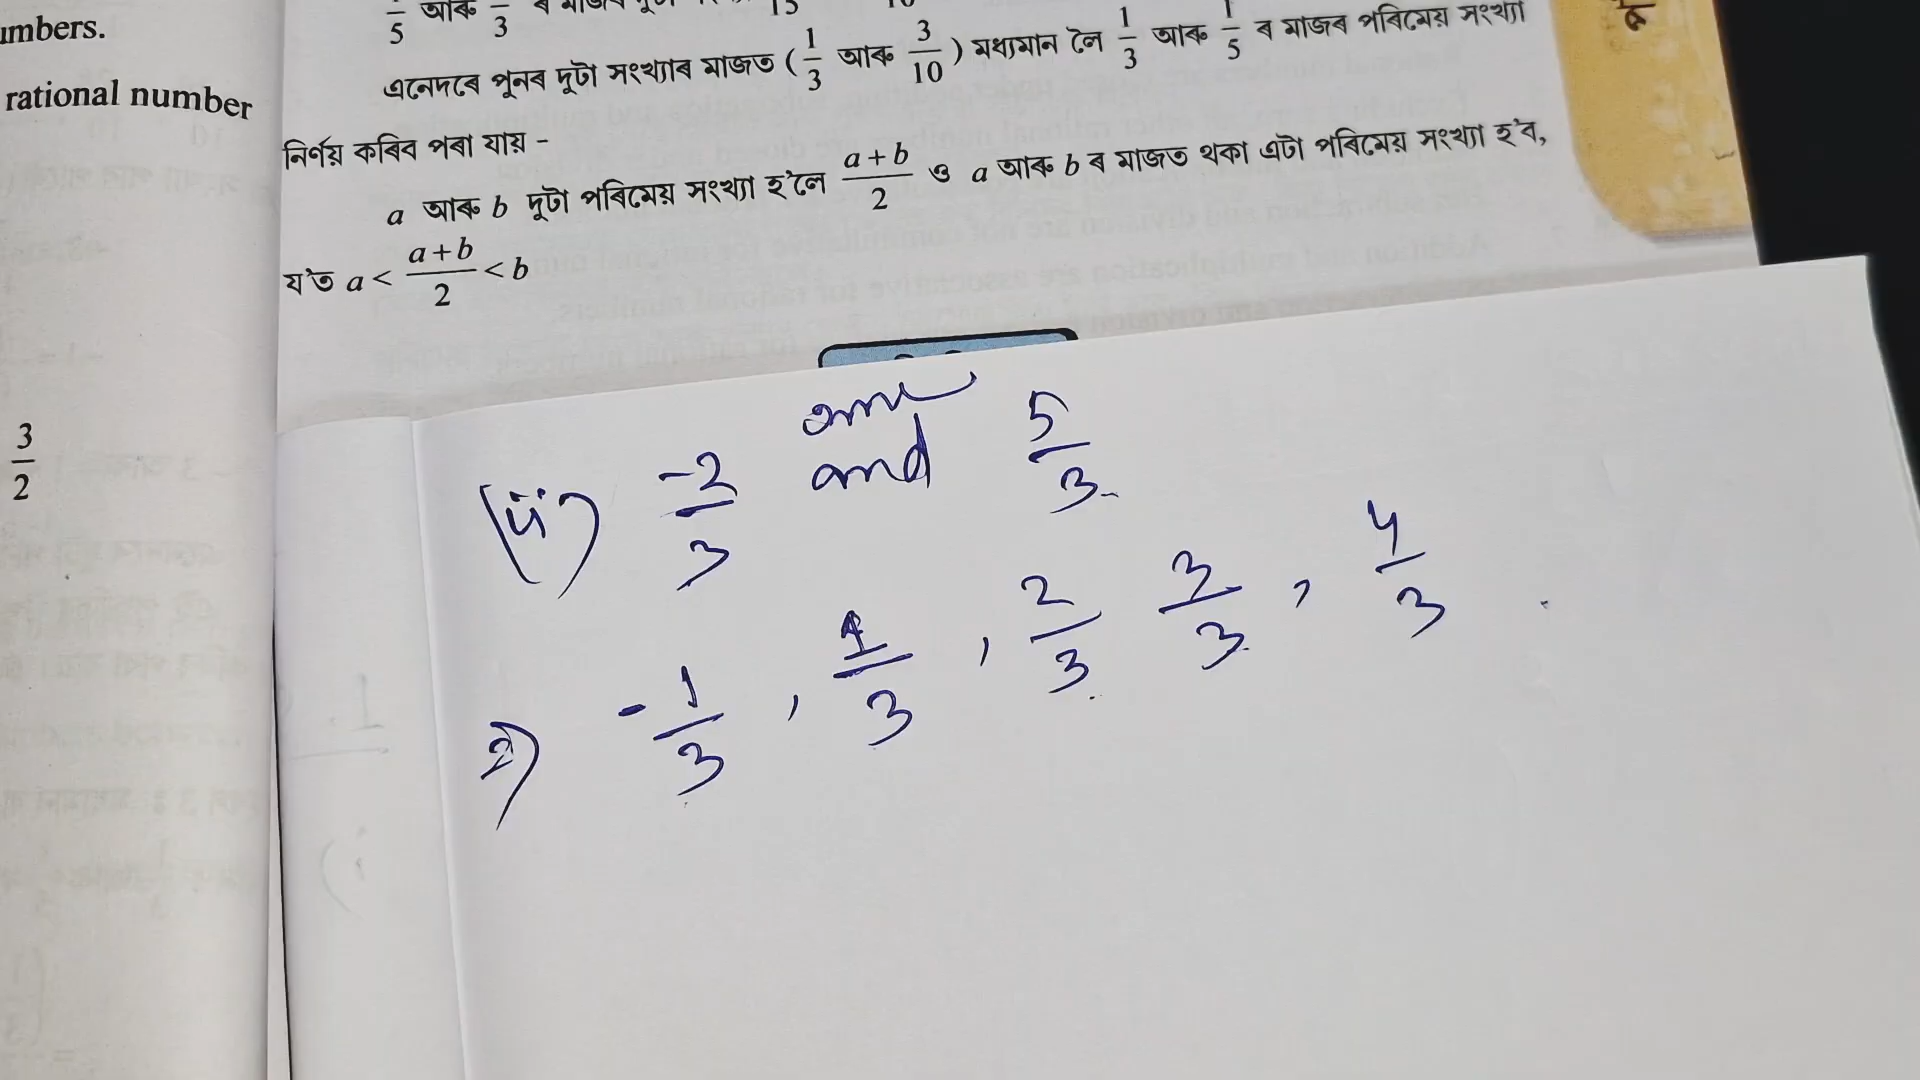 umbers.
rational number
3/2
এনেদৰে পুনৰ দুটা সংখ্যাৰ মাজত (1/3 আৰু 3/10) মধ্যমান লৈ 1/3 আৰু 1/5 ৰ মাজৰ পৰিমেয় সংখ্যা
নিৰ্ণয় কৰিব পৰা যায় -
a আৰু b দুটা পৰিমেয় সংখ্যা হ'লে (a+b)/2 ও a আৰু b ৰ মাজত থকা এটা পৰিমেয় সংখ্যা হ'ব,
য'ত a < (a+b)/2 < b
(ii) -2/3 and 5/3
-1/3, 1/3, 2/3 3/3, 4/3